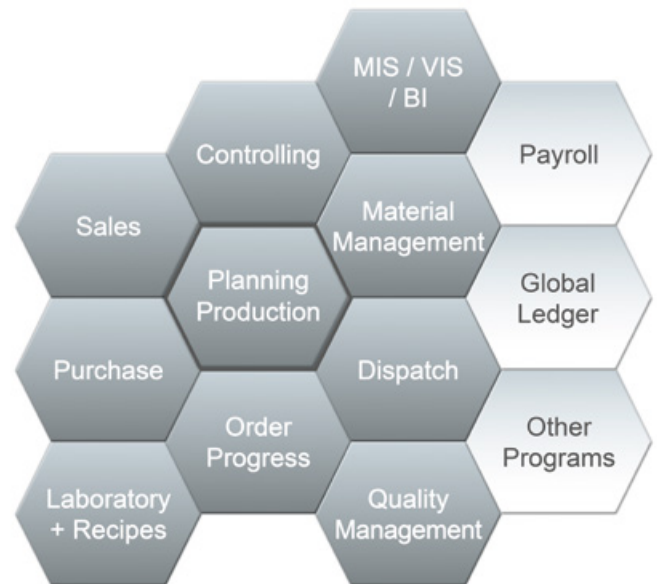 MIS / VIS
/ BI
Controlling
Payroll
Sales
Material
Management
Planning
Production
Global
Ledger
Purchase
Dispatch
Order
Progress
Other
Programs
Laboratory
+ Recipes
Quality
Management